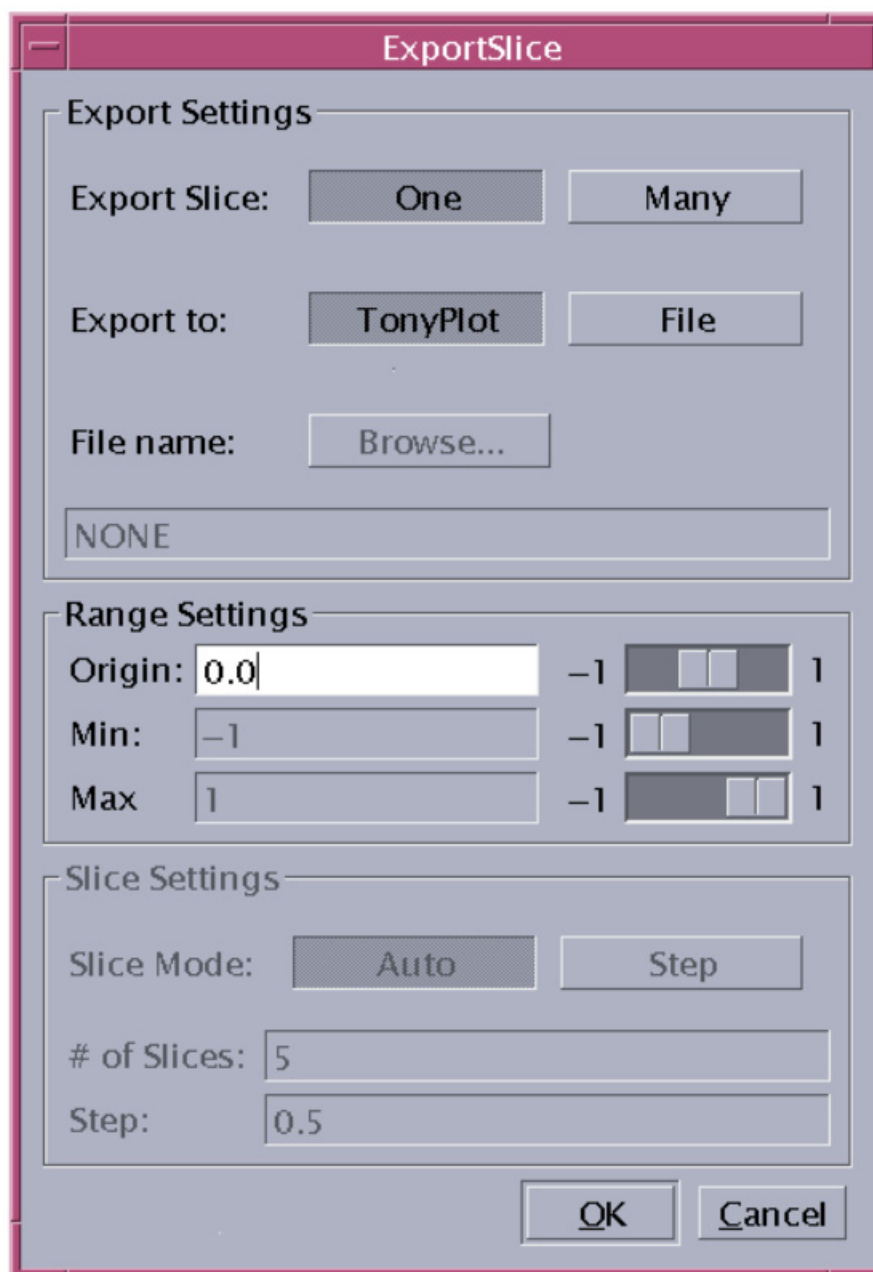 ExportSlice
Export Settings
Export Slice: One Many
Export to: TonyPlot File
File name: Browse...
NONE
Range Settings
Origin: 0.0 −1 1
Min: −1 −1 1
Max 1 −1 1
Slice Settings
Slice Mode: Auto Step
# of Slices: 5
Step: 0.5
OK Cancel